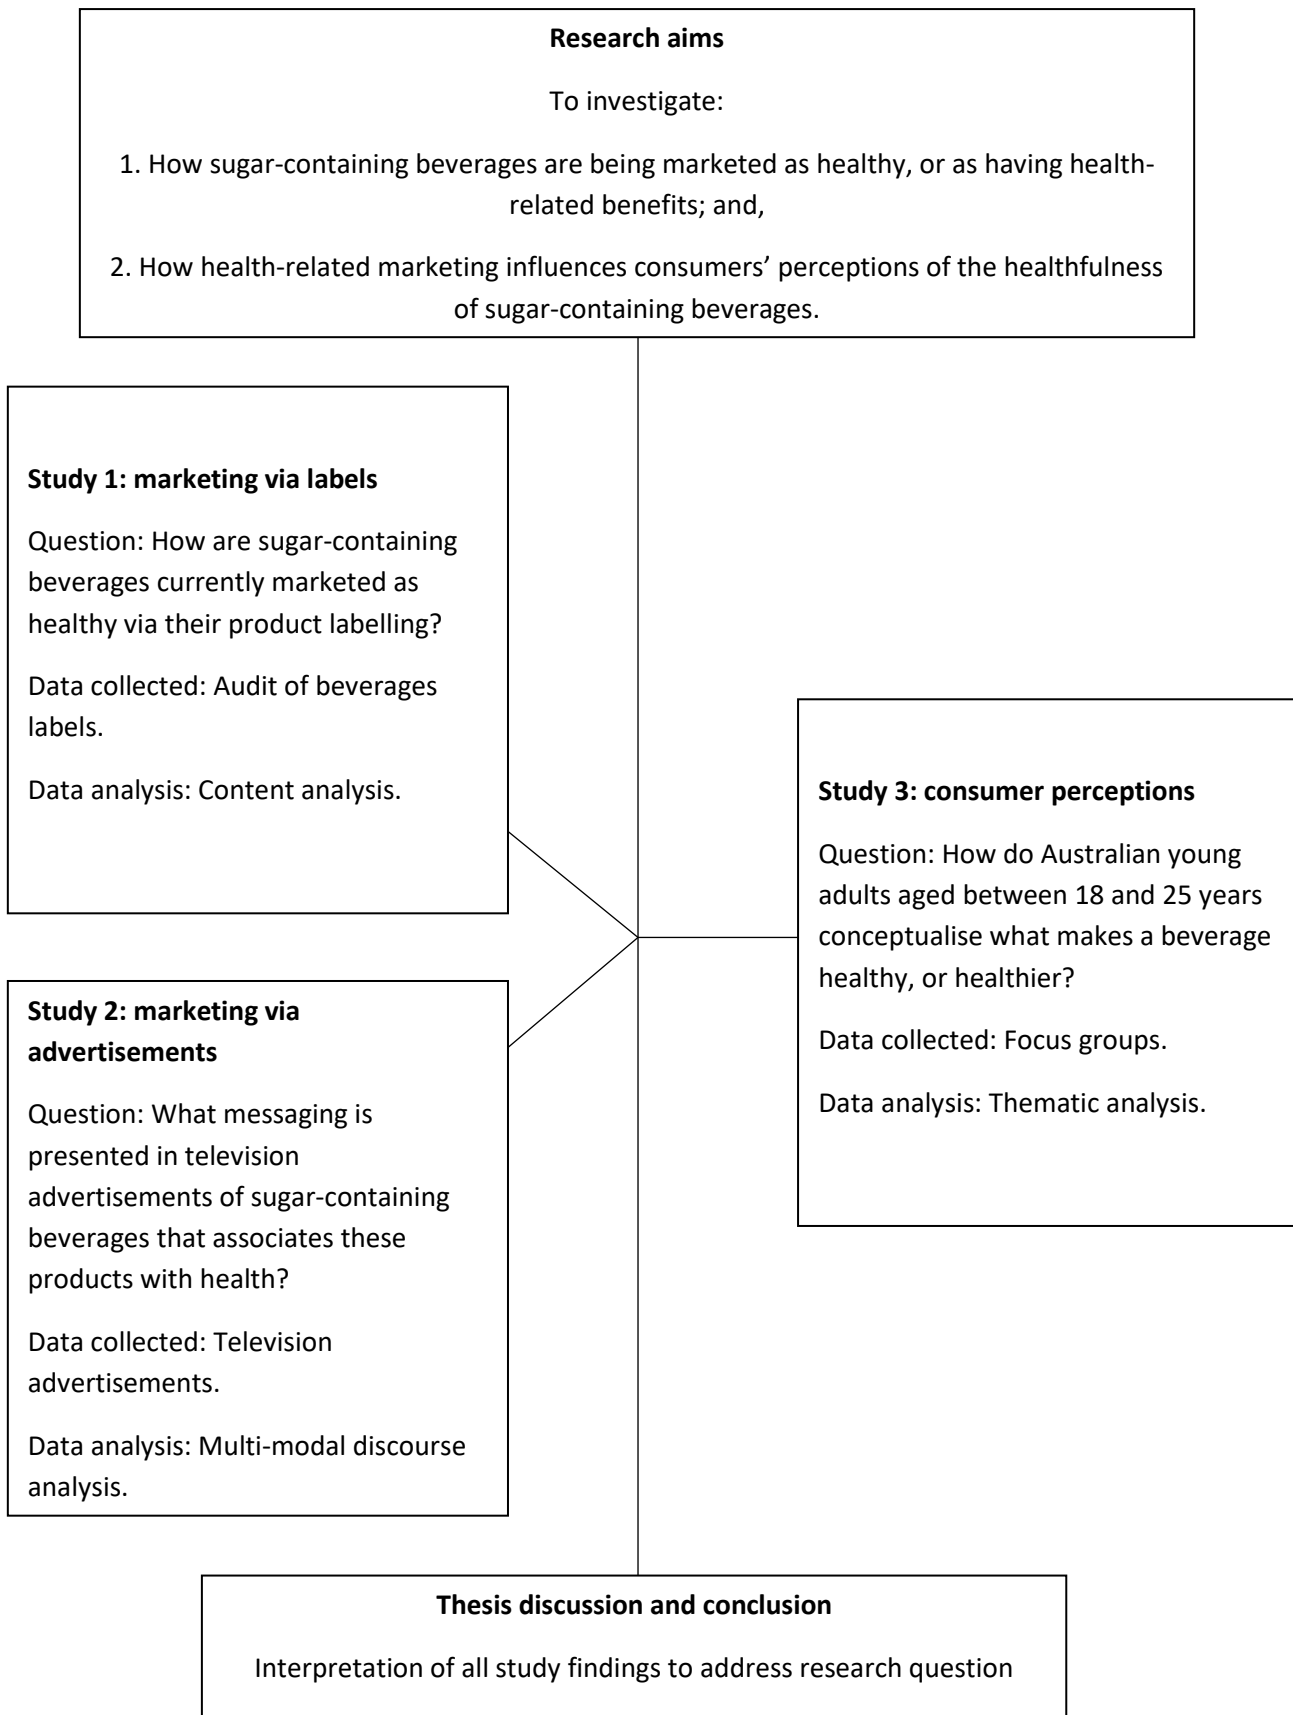 Research aims
To investigate:
1. How sugar-containing beverages are being marketed as healthy, or as having health-
related benefits; and,
2. How health-related marketing influences consumers’ perceptions of the healthfulness
of sugar-containing beverages.
Study 1: marketing via labels
Question: How are sugar-containing
beverages currently marketed as
healthy via their product labelling?
Data collected: Audit of beverages
labels.
Data analysis: Content analysis.
Study 2: marketing via
advertisements
Question: What messaging is
presented in television
advertisements of sugar-containing
beverages that associates these
products with health?
Data collected: Television
advertisements.
Data analysis: Multi-modal discourse
analysis.
Study 3: consumer perceptions
Question: How do Australian young
adults aged between 18 and 25 years
conceptualise what makes a beverage
healthy, or healthier?
Data collected: Focus groups.
Data analysis: Thematic analysis.
Thesis discussion and conclusion
Interpretation of all study findings to address research question